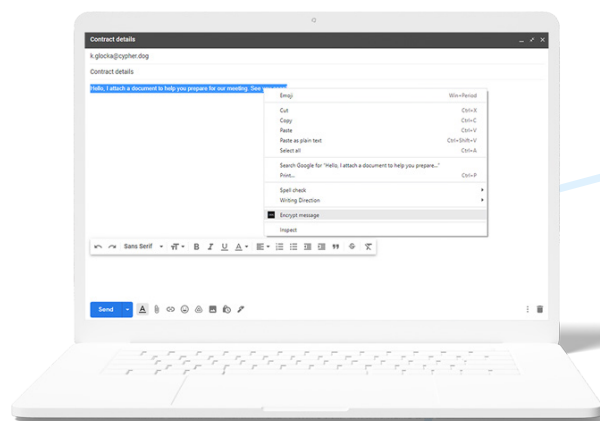 Contract details
k.glocka@cypher.dog
Contract details
Hello, I attach a document to help you prepare for our meeting. See
Emoji Win+Period
Cut Ctrl+X
Copy Ctrl+C
Paste Ctrl+V
Paste as plain text Ctrl+Shift+V
Select all Ctrl+A
Search Google for "Hello, I attach a document to help you prepare..."
Print... Ctrl+P
Spell check
Writing Direction
Encrypt message
Inspect
Sans Serif
Send